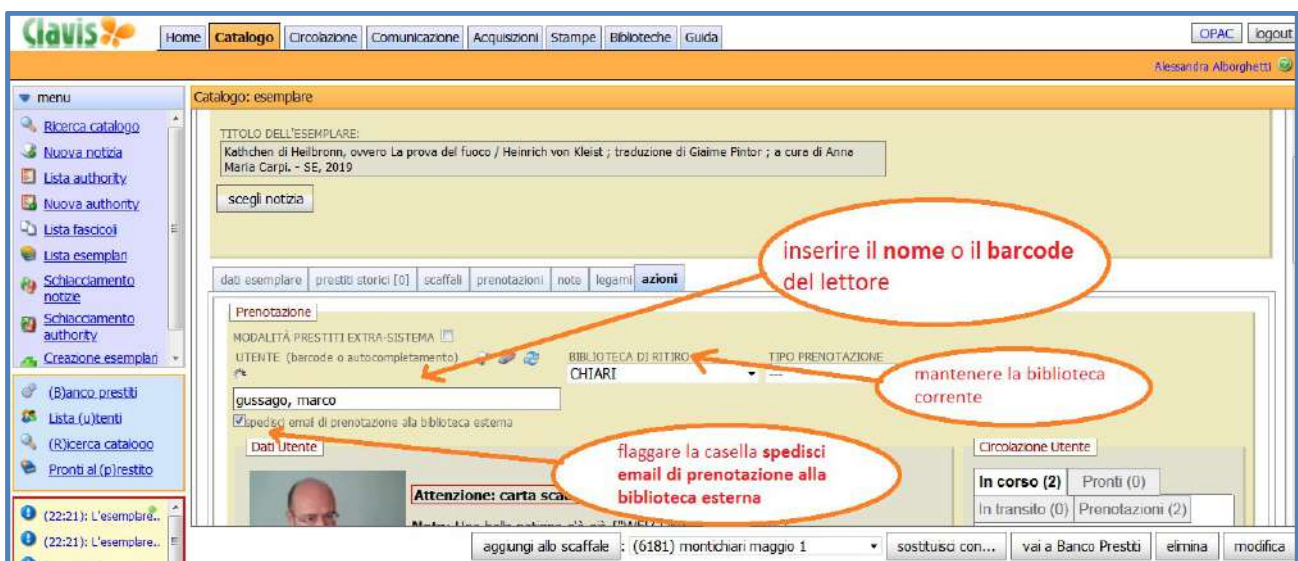 Clavis
Home Catalogo Circolazione Comunicazione Acquisizioni Stampe Biblioteche Guida
OPAC logout
Alessandra Alborghetti
menu
Catalogo: esemplare
Ricerca catalogo
Nuova notizia
Lista authority
Nuova authority
Lista fascicoli
Lista esemplari
Schiacciamento
notizie
Schiacciamento
authority
Creazione esemplari
(B)anco prestiti
Lista (u)tenti
(R)icerca catalogo
Pronti al (p)restito
(22:21): L'esemplare..
(22:21): L'esemplare..
TITOLO DELL'ESEMPLARE:
Kathchen di Heilbronn, ovvero La prova del fuoco / Heinrich von Kleist ; traduzione di Giaime Pintor ; a cura di Anna
Maria Carpi. - SE, 2019
scegli notizia
inserire il nome o il barcode
del lettore
dati esemplare prestiti storici [0] scaffali prenotazioni note legami azioni
Prenotazione
MODALITÀ PRESTITI EXTRA-SISTEMA
UTENTE (barcode o autocompletamento)
BIBLIOTECA DI RITIRO
TIPO PRENOTAZIONE
CHIARI
---
mantenere la biblioteca
corrente
gussago, marco
spedisci email di prenotazione alla biblioteca esterna
Dati Utente
flaggare la casella spedisci
email di prenotazione alla
biblioteca esterna
Circolazione Utente
Attenzione: carta
In corso (2) Pronti (0)
In transito (0) Prenotazioni (2)
aggiungi allo scaffale : (6181) montichiari maggio 1 sostituisci con... vai a Banco Prestiti elimina modifica